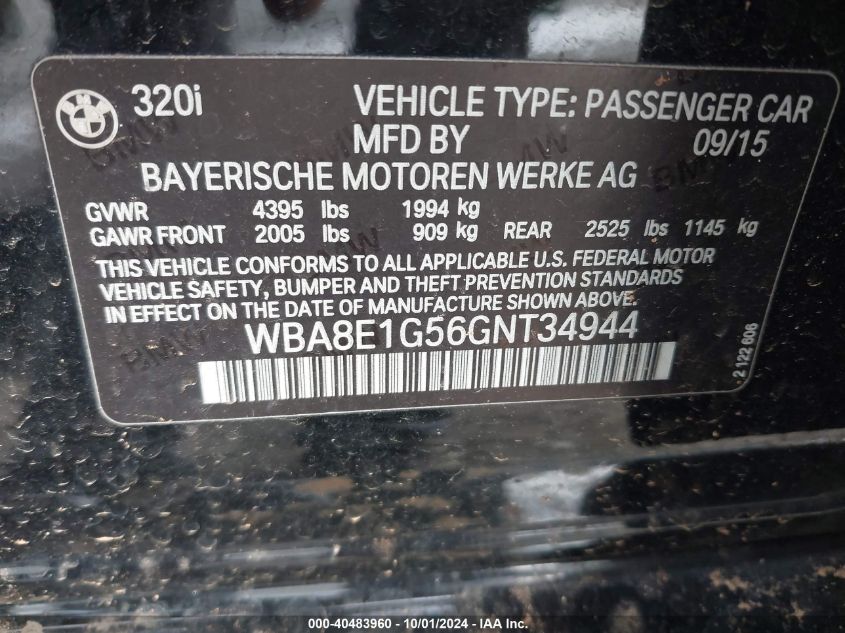 320i VEHICLE TYPE: PASSENGER CAR
MFD BY 09/15
BAYERISCHE MOTOREN WERKE AG
GVWR 4395 lbs 1994 kg
GAWR FRONT 2005 lbs 909 kg REAR 2525 lbs 1145 kg
THIS VEHICLE CONFORMS TO ALL APPLICABLE U.S. FEDERAL MOTOR
VEHICLE SAFETY, BUMPER AND THEFT PREVENTION STANDARDS
IN EFFECT ON THE DATE OF MANUFACTURE SHOWN ABOVE.
WBA8E1G56GNT34944
2 122 606
000-40483960 - 10/01/2024 - IAA Inc.